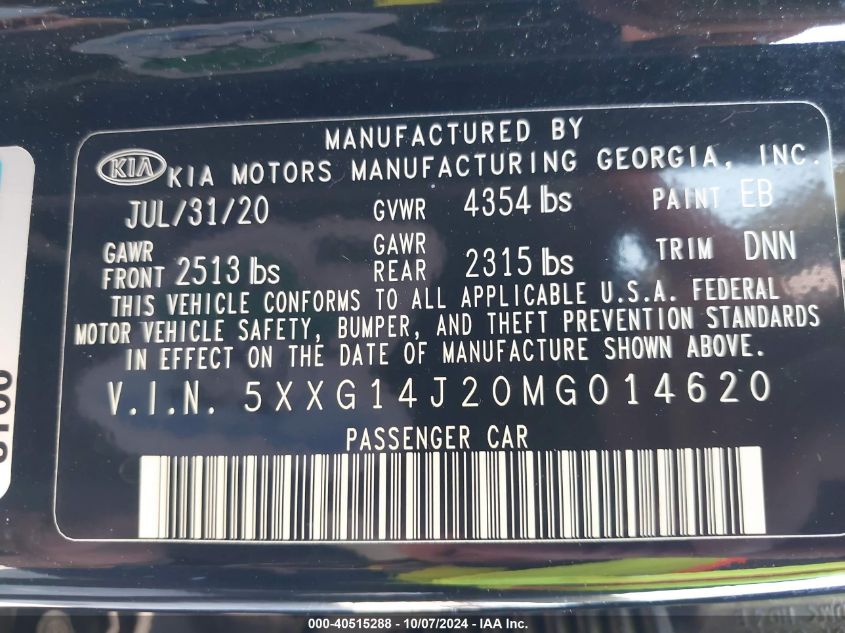 MANUFACTURED BY
KIA KIA MOTORS MANUFACTURING GEORGIA, INC.
JUL/31/20 GVWR 4354 lbs PAINT EB
GAWR FRONT 2513 lbs GAWR REAR 2315 lbs TRIM DNN
THIS VEHICLE CONFORMS TO ALL APPLICABLE U.S.A. FEDERAL
MOTOR VEHICLE SAFETY, BUMPER, AND THEFT PREVENTION STANDARDS
IN EFFECT ON THE DATE OF MANUFACTURE SHOWN ABOVE.
V.I.N. 5XXG14J20MG014620
PASSENGER CAR
000-40515288 - 10/07/2024 - IAA Inc.